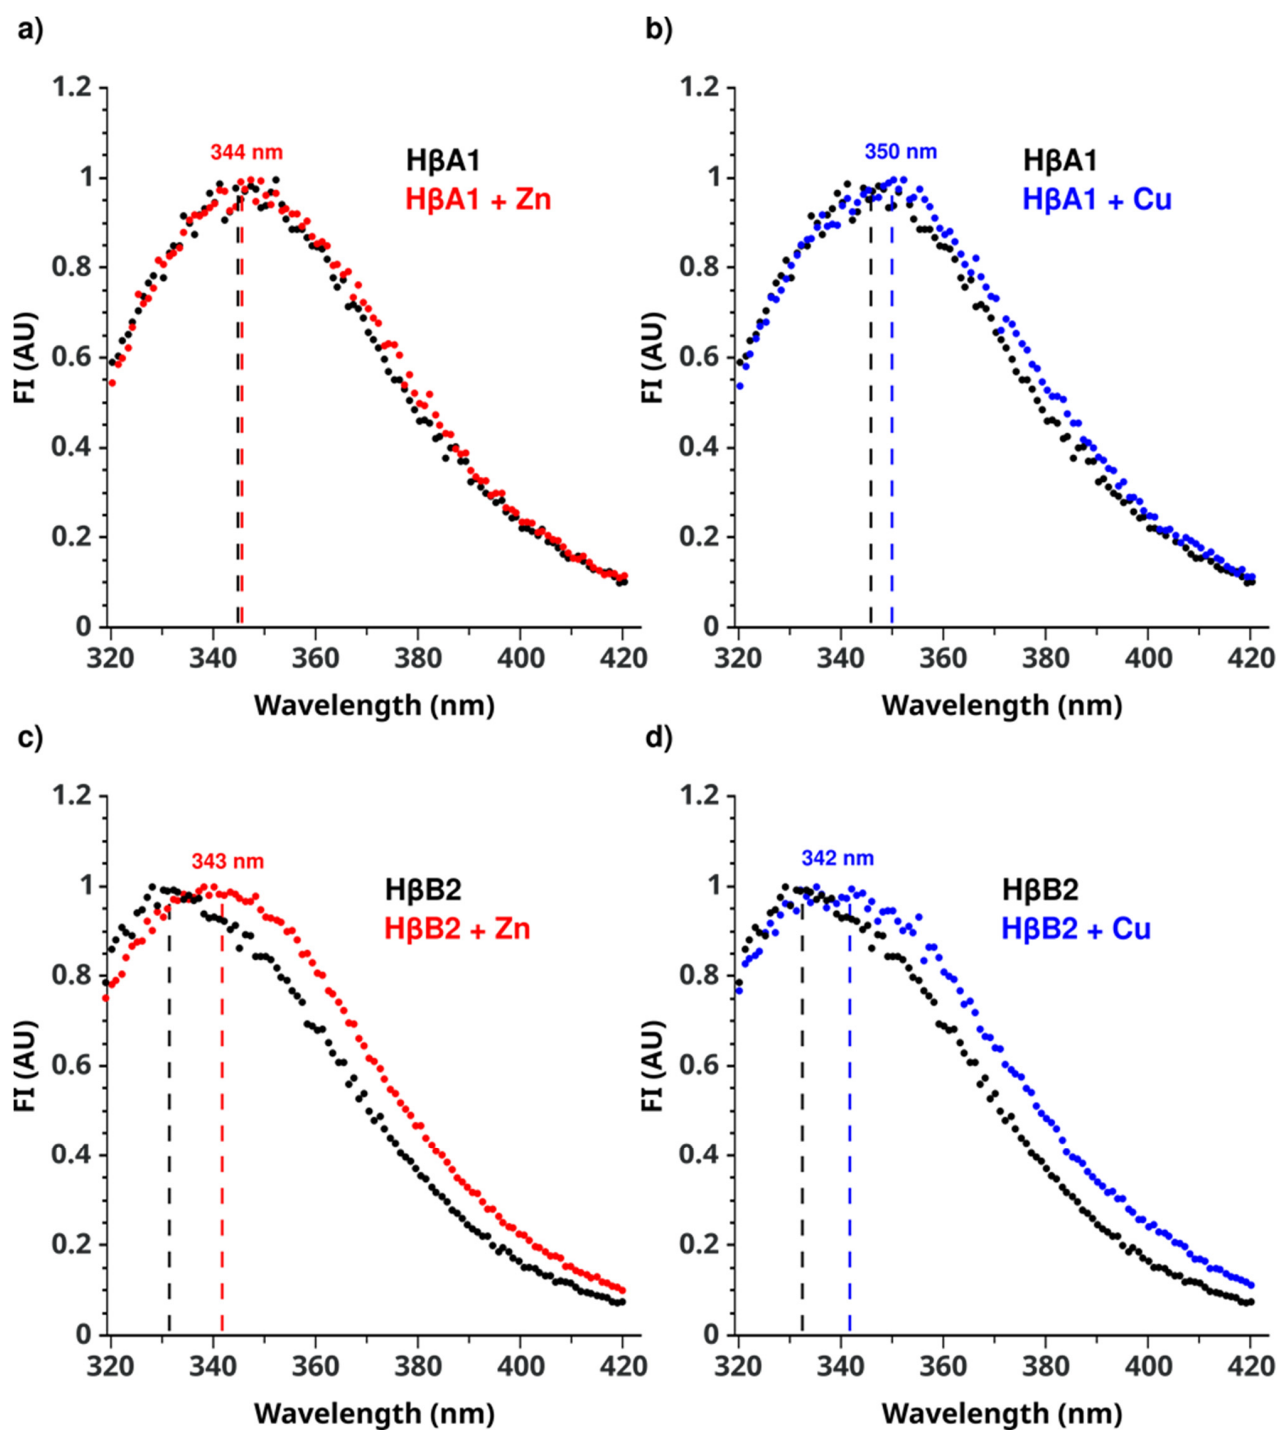 a)
1.2
1
0.8
0.6
0.4
0.2
0
FI (AU)
344 nm
HβA1
HβA1 + Zn
320 340 360 380 400 420
Wavelength (nm)
b)
1.2
1
0.8
0.6
0.4
0.2
0
FI (AU)
350 nm
HβA1
HβA1 + Cu
320 340 360 380 400 420
Wavelength (nm)
c)
1.2
1
0.8
0.6
0.4
0.2
0
FI (AU)
343 nm
HβB2
HβB2 + Zn
320 340 360 380 400 420
Wavelength (nm)
d)
1.2
1
0.8
0.6
0.4
0.2
0
FI (AU)
342 nm
HβB2
HβB2 + Cu
320 340 360 380 400 420
Wavelength (nm)